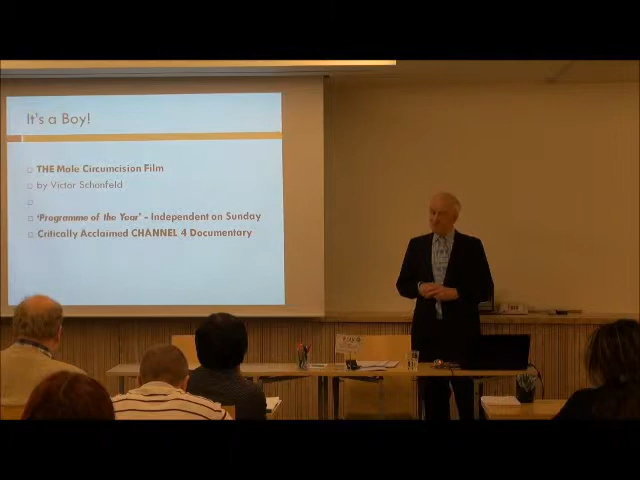 It's a Boy!
THE Male Circumcision Film
by Victor Schonfeld
'Programme of the Year' - Independent on Sunday
Critically Acclaimed CHANNEL 4 Documentary